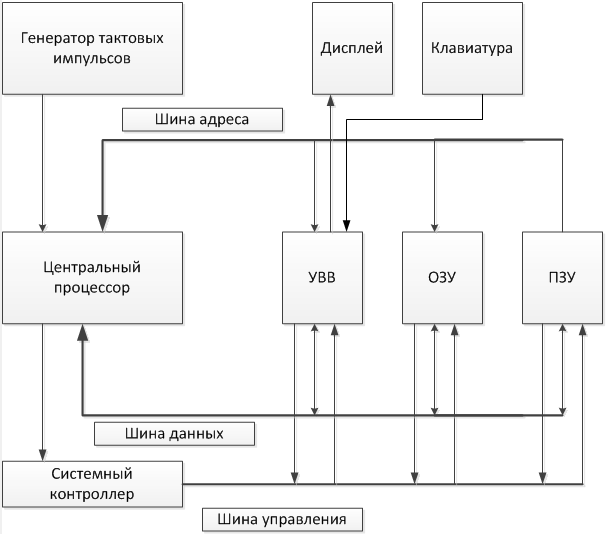 Генератор тактовых
импульсов
Дисплей
Клавиатура
Шина адреса
Центральный
процессор
УВВ
ОЗУ
ПЗУ
Шина данных
Системный
контроллер
Шина управления